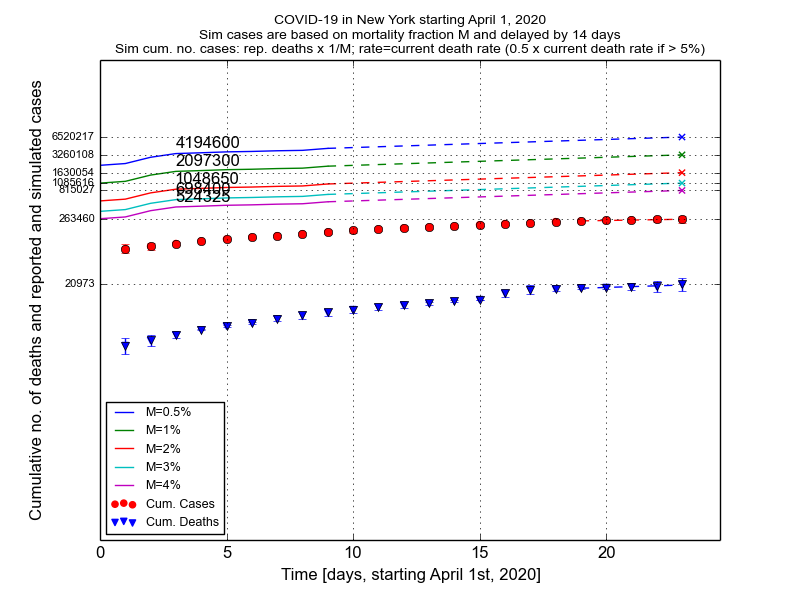 COVID-19 in New York starting April 1, 2020
Sim cases are based on mortality fraction M and delayed by 14 days
Sim cum. no. cases: rep. deaths x 1/M; rate=current death rate (0.5 x current death rate if > 5%)
Cumulative no. of deaths and reported and simulated cases
6520217
3260108
1630054
1085616
815027
263460
20973
4194600
2097300
1048650
698400
524325
M=0.5%
M=1%
M=2%
M=3%
M=4%
Cum. Cases
Cum. Deaths
0 5 10 15 20
Time [days, starting April 1st, 2020]